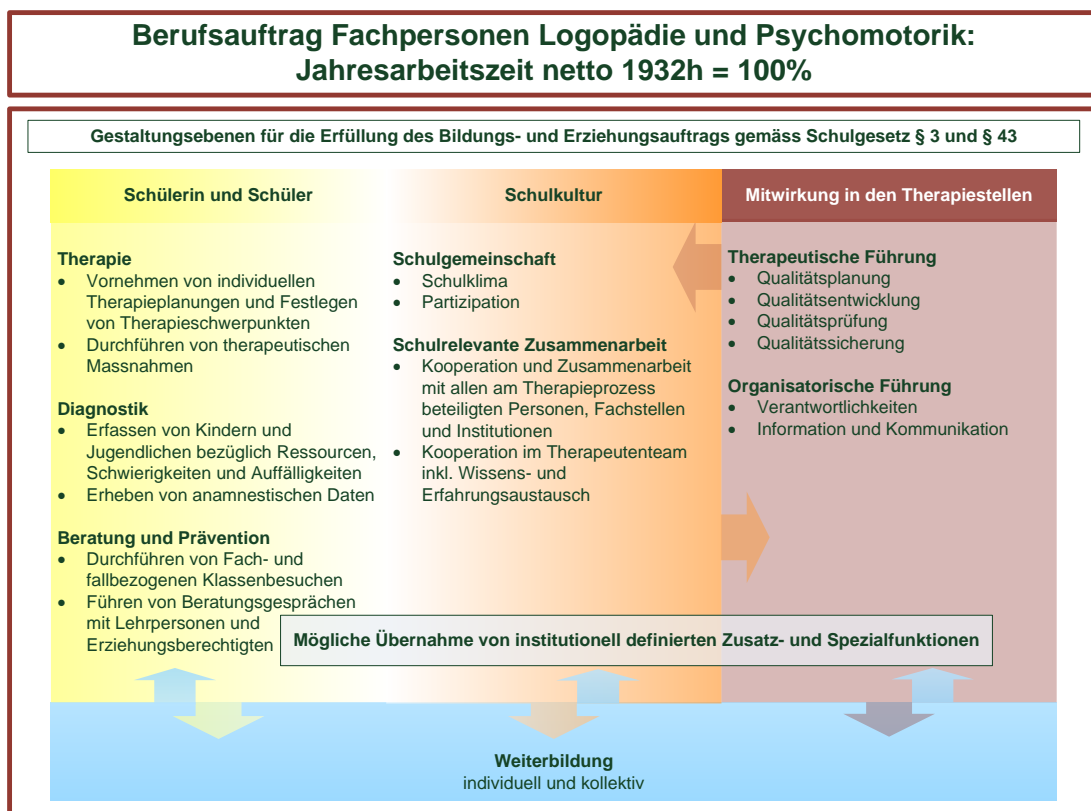 Berufsauftrag Fachpersonen Logopädie und Psychomotorik:
Jahresarbeitszeit netto 1932h = 100%
Gestaltungsebenen für die Erfüllung des Bildungs- und Erziehungsauftrags gemäss Schulgesetz § 3 und § 43
Schülerin und Schüler
Therapie
• Vornehmen von individuellen
Therapieplanungen und Festlegen
von Therapieschwerpunkten
• Durchführen von therapeutischen
Massnahmen
Diagnostik
• Erfassen von Kindern und
Jugendlichen bezüglich Ressourcen,
Schwierigkeiten und Auffälligkeiten
• Erheben von anamnestischen Daten
Beratung und Prävention
• Durchführen von Fach- und
fallbezogenen Klassenbesuchen
• Führen von Beratungsgesprächen
mit Lehrpersonen und
Erziehungsberechtigten
Schulkultur
Schulgemeinschaft
• Schulklima
• Partizipation
Schulrelevante Zusammenarbeit
• Kooperation und Zusammenarbeit
mit allen am Therapieprozess
beteiligten Personen, Fachstellen
und Institutionen
• Kooperation im Therapeutenteam
inkl. Wissens- und
Erfahrungsaustausch
Mitwirkung in den Therapiestellen
Therapeutische Führung
• Qualitätsplanung
• Qualitätsentwicklung
• Qualitätsprüfung
• Qualitätssicherung
Organisatorische Führung
• Verantwortlichkeiten
• Information und Kommunikation
Mögliche Übernahme von institutionell definierten Zusatz- und Spezialfunktionen
Weiterbildung
individuell und kollektiv